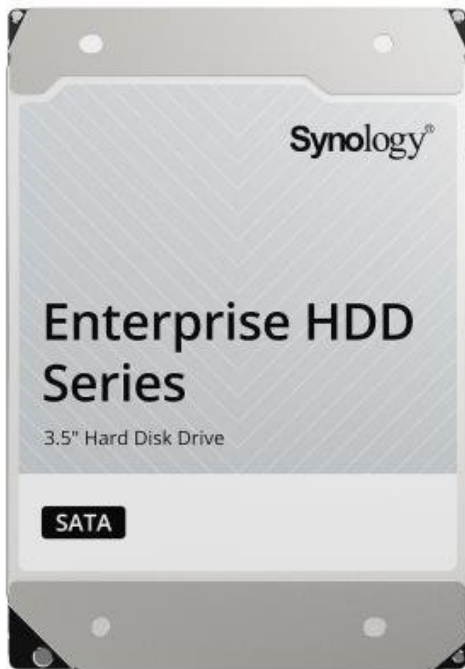 Synology®
Enterprise HDD
Series
3.5" Hard Disk Drive
SATA